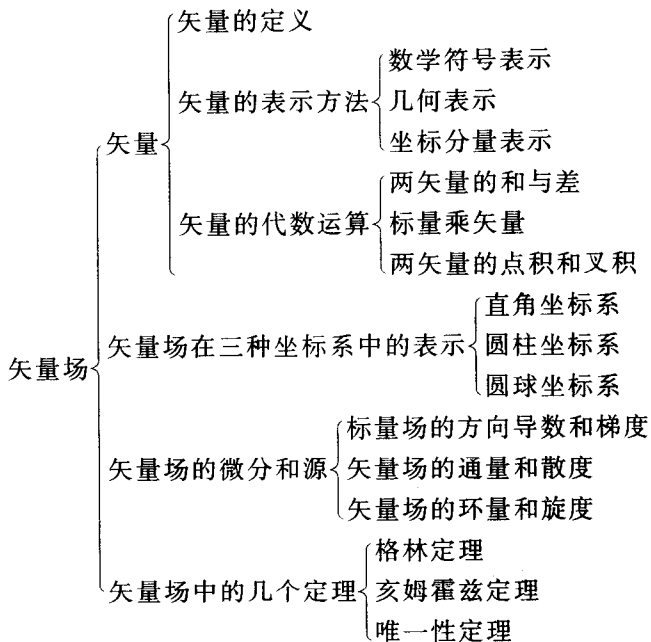 矢量的定义
数学符号表示
矢量的表示方法
几何表示
矢量
坐标分量表示
两矢量的和与差
矢量的代数运算
标量乘矢量
两矢量的点积和叉积
直角坐标系
矢量场在三种坐标系中的表示
圆柱坐标系
矢量场
圆球坐标系
标量场的方向导数和梯度
矢量场的微分和源
矢量场的通量和散度
矢量场的环量和旋度
格林定理
矢量场中的几个定理
亥姆霍兹定理
唯一性定理